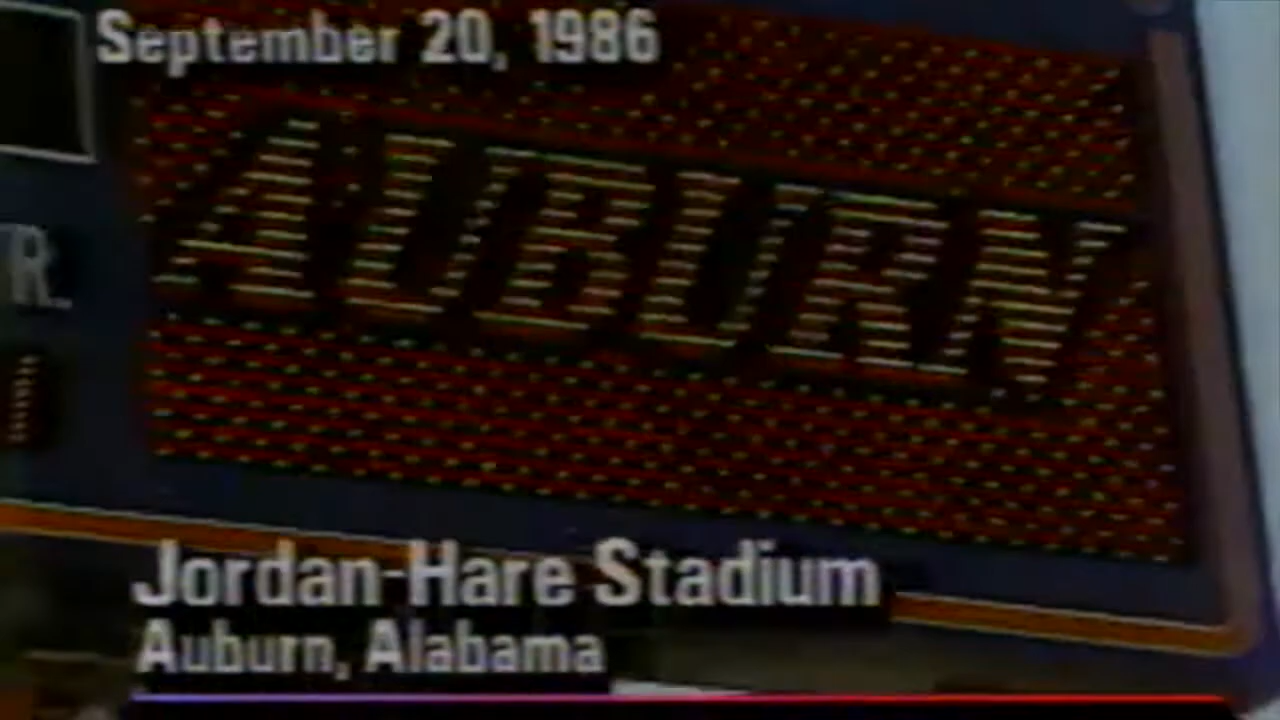 September 20, 1986
AUBURN
R.
Jordan-Hare Stadium
Auburn, Alabama